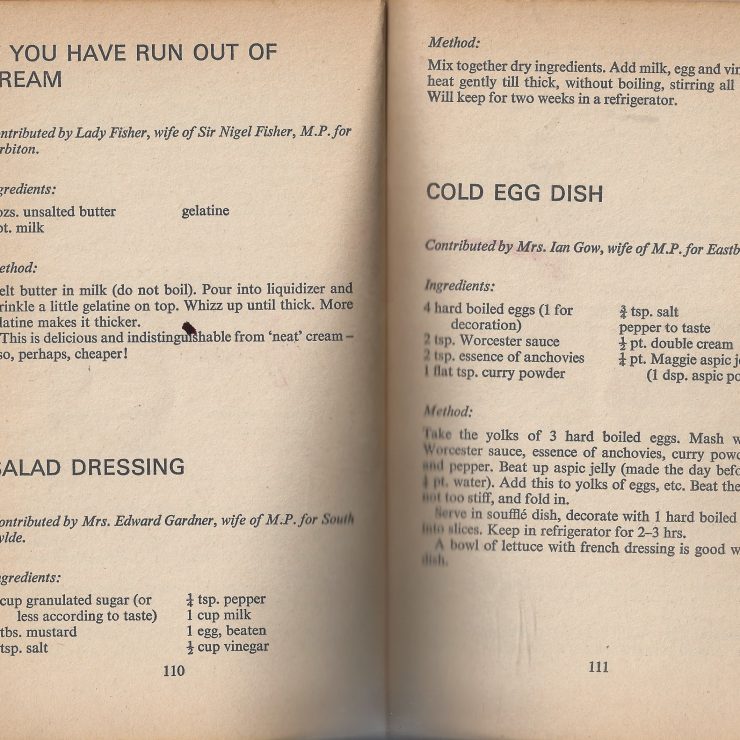 YOU HAVE RUN OUT OF
REAM
ntributed by Lady Fisher, wife of Sir Nigel Fisher, M.P. for
rbiton.
gredients:
ozs. unsalted butter gelatine
pt. milk
ethod:
elt butter in milk (do not boil). Pour into liquidizer and
rinkle a little gelatine on top. Whizz up until thick. More
latine makes it thicker.
This is delicious and indistinguishable from ‘neat’ cream –
so, perhaps, cheaper!
SALAD DRESSING
ontributed by Mrs. Edward Gardner, wife of M.P. for South
ylde.
gredients:
cup granulated sugar (or ¼ tsp. pepper
less according to taste) 1 cup milk
tbs. mustard 1 egg, beaten
tsp. salt ½ cup vinegar
110
Method:
Mix together dry ingredients. Add milk, egg and vin
heat gently till thick, without boiling, stirring all
Will keep for two weeks in a refrigerator.
COLD EGG DISH
Contributed by Mrs. Ian Gow, wife of M.P. for Eastb
Ingredients:
4 hard boiled eggs (1 for ¾ tsp. salt
decoration) pepper to taste
2 tsp. Worcester sauce ½ pt. double cream
2 tsp. essence of anchovies pt. Maggie aspic je
1 flat tsp. curry powder (1 dsp. aspic po
Method:
Take the yolks of 3 hard boiled eggs. Mash w
Worcester sauce, essence of anchovies, curry powd
and pepper. Beat up aspic jelly (made the day befo
pt. water). Add this to yolks of eggs, etc. Beat the
not too stiff, and fold in.
Serve in soufflé dish, decorate with 1 hard boiled
into slices. Keep in refrigerator for 2–3 hrs.
A bowl of lettuce with french dressing is good w
dish.
111